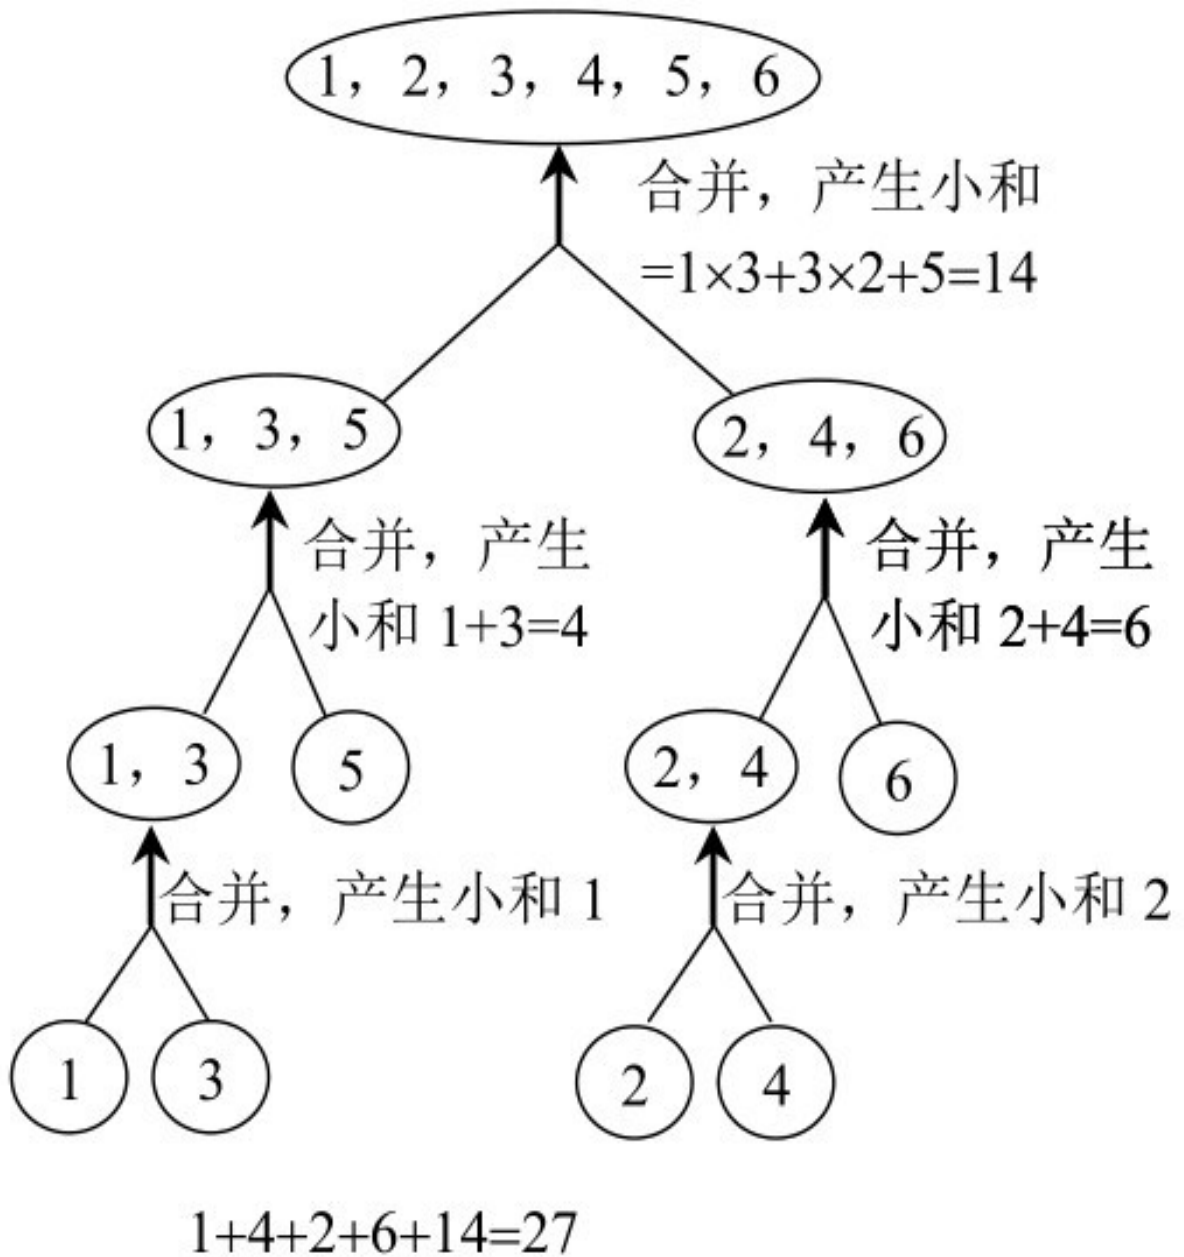 1，2，3，4，5，6
合并，产生小和
=1×3+3×2+5=14
1，3，5
2，4，6
合并，产生
小和 1+3=4
合并，产生
小和 2+4=6
1，3
5
2，4
6
合并，产生小和 1
合并，产生小和 2
1
3
2
4
1+4+2+6+14=27